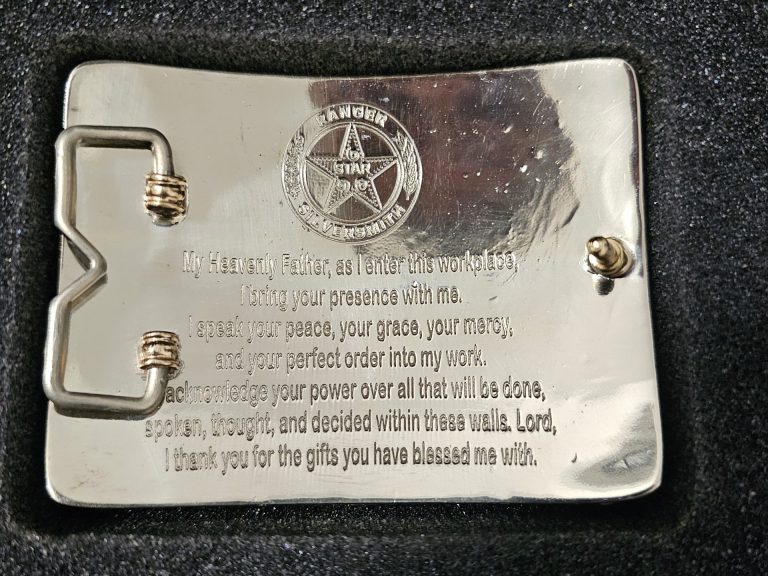 RANGER
STAR
SILVERSMITH
My Heavenly Father, as I enter this workplace,
I bring your presence with me.
I speak your peace, your grace, your mercy,
and your perfect order into my work.
acknowledge your power over all that will be done,
spoken, thought, and decided within these walls. Lord,
I thank you for the gifts you have blessed me with.